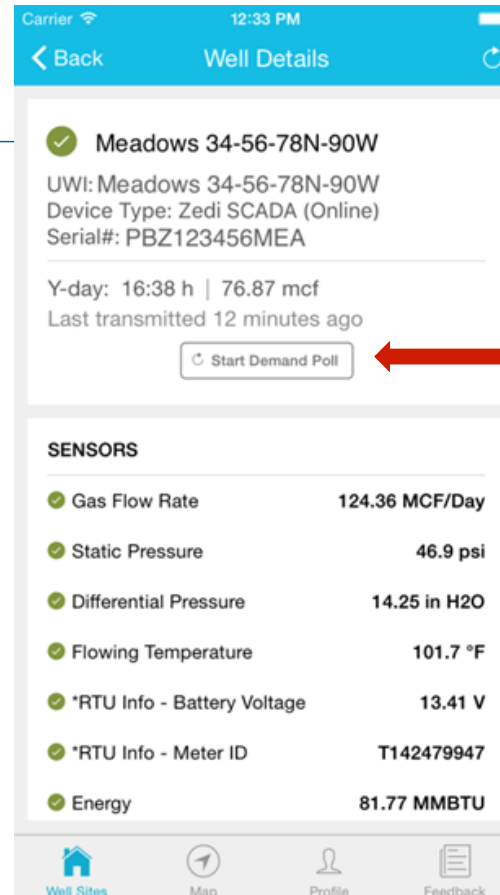 Carrier 12:33 PM
Back Well Details
Meadows 34-56-78N-90W
UWI: Meadows 34-56-78N-90W
Device Type: Zedi SCADA (Online)
Serial#: PBZ123456MEA
Y-day: 16:38 h | 76.87 mcf
Last transmitted 12 minutes ago
Start Demand Poll
SENSORS
Gas Flow Rate 124.36 MCF/Day
Static Pressure 46.9 psi
Differential Pressure 14.25 in H2O
Flowing Temperature 101.7 °F
*RTU Info - Battery Voltage 13.41 V
*RTU Info - Meter ID T142479947
Energy 81.77 MMBTU
Well Sites Map Profile Feedback